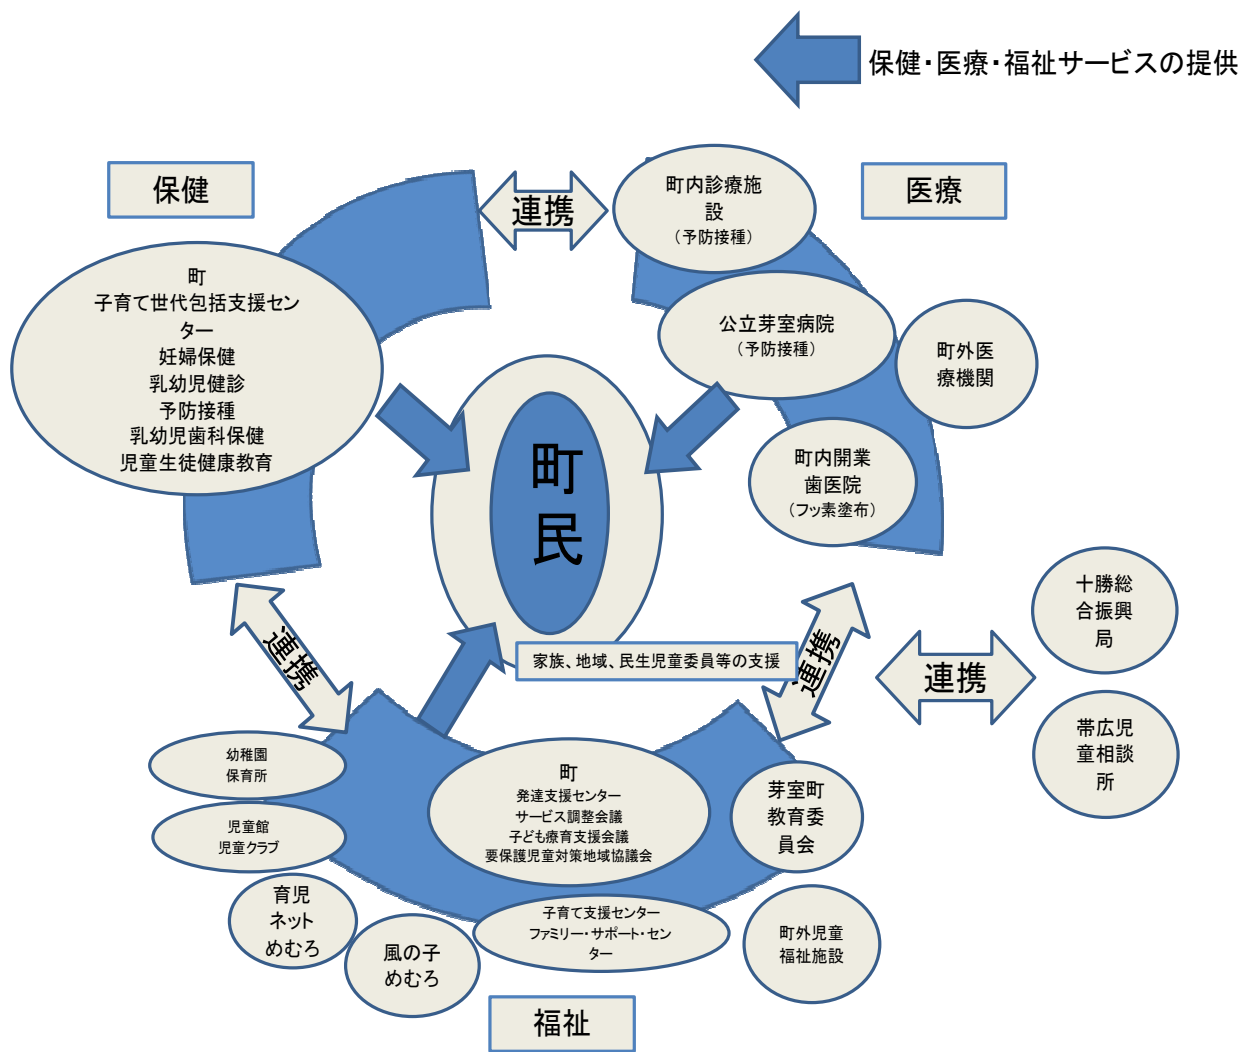 保健・医療・福祉サービスの提供
保健
連携
町内診療施
設
（予防接種）
医療
町
子育て世代包括支援セン
ター
妊婦保健
乳幼児健診
予防接種
乳幼児歯科保健
児童生徒健康教育
公立芽室病院
（予防接種）
町外医
療機関
町内開業
歯医院
（フッ素塗布）
町
民
家族、地域、民生児童委員等の支援
連携
連携
連携
十勝総
合振興
局
帯広児
童相談
所
幼稚園
保育所
児童館
児童クラブ
育児
ネット
めむろ
風の子
めむろ
町
発達支援センター
サービス調整会議
子ども療育支援会議
要保護児童対策地域協議会
芽室町
教育委
員会
子育て支援センター
ファミリー・サポート・セン
ター
町外児童
福祉施設
福祉